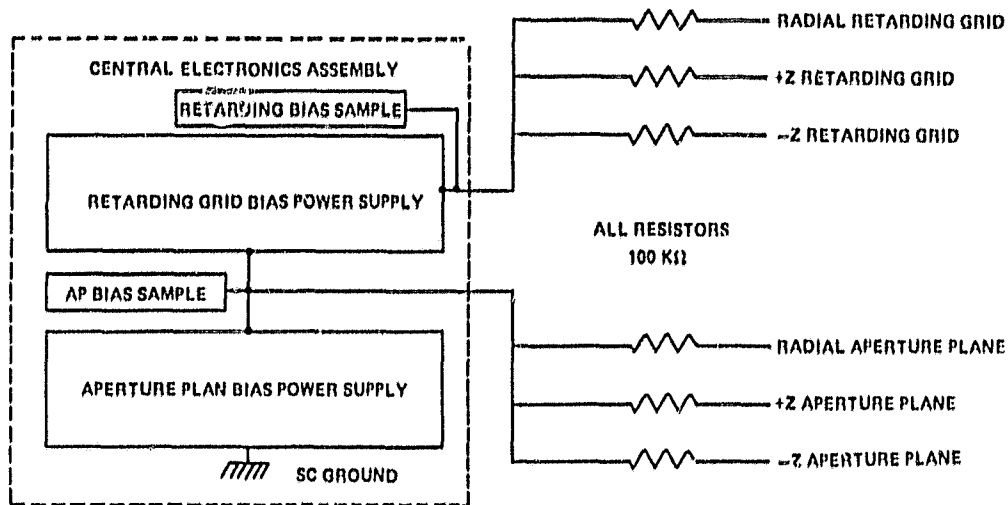 CENTRAL ELECTRONICS ASSEMBLY
RETARDING BIAS SAMPLE
RETARDING GRID BIAS POWER SUPPLY
AP BIAS SAMPLE
APERTURE PLAN BIAS POWER SUPPLY
SC GROUND
RADIAL RETARDING GRID
+Z RETARDING GRID
-Z RETARDING GRID
ALL RESISTORS
100 KΩ
RADIAL APERTURE PLANE
+Z APERTURE PLANE
-Z APERTURE PLANE